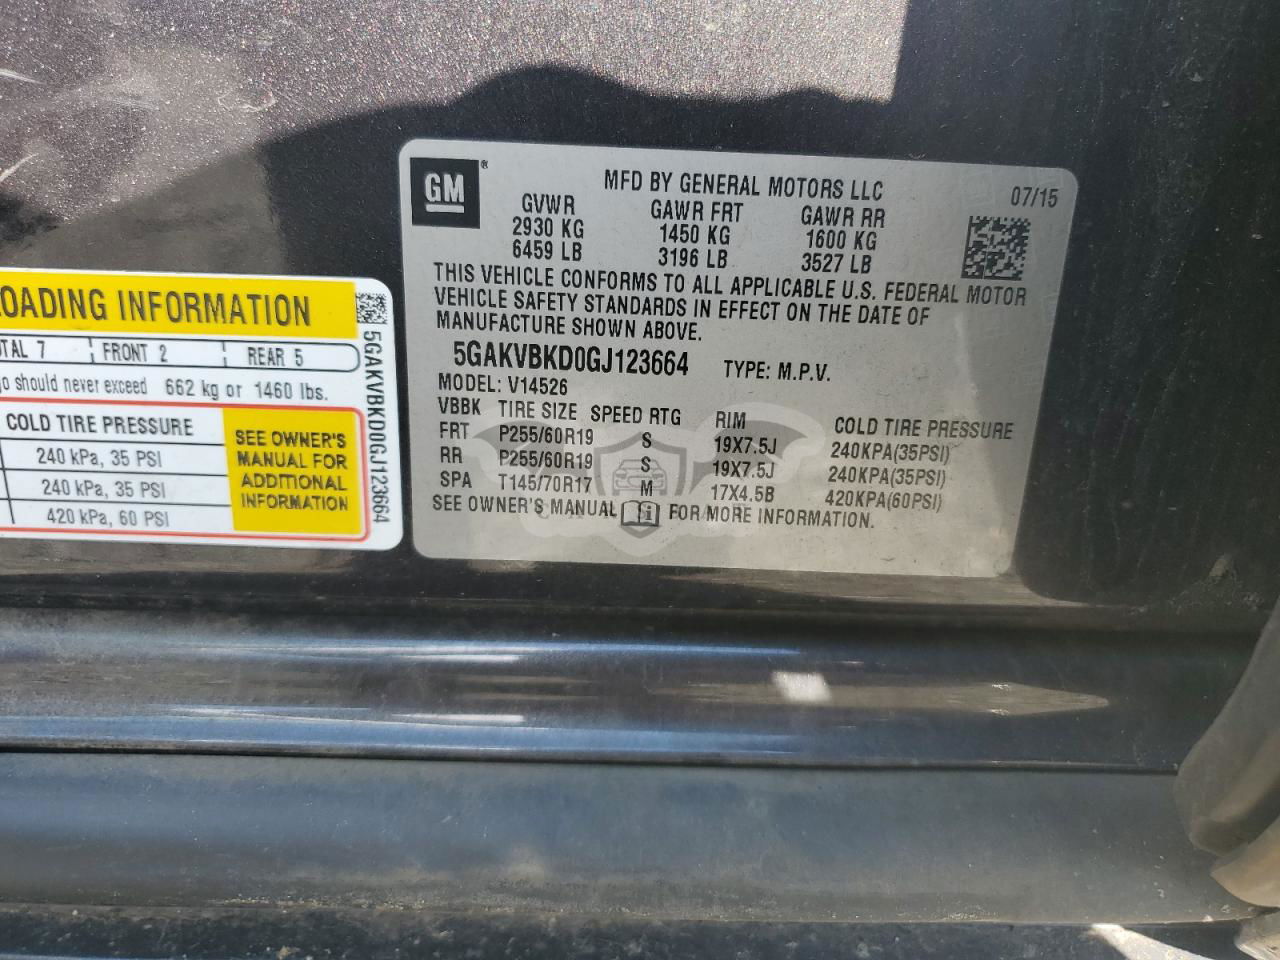 GM ®
MFD BY GENERAL MOTORS LLC 07/15
GVWR GAWR FRT GAWR RR
2930 KG 1450 KG 1600 KG
6459 LB 3196 LB 3527 LB
THIS VEHICLE CONFORMS TO ALL APPLICABLE U.S. FEDERAL MOTOR
VEHICLE SAFETY STANDARDS IN EFFECT ON THE DATE OF
MANUFACTURE SHOWN ABOVE.
5GAKVBKD0GJ123664 TYPE: M.P.V.
MODEL: V14526
VBBK TIRE SIZE SPEED RTG RIM COLD TIRE PRESSURE
FRT P255/60R19 S 19X7.5J 240KPA(35PSI)
RR P255/60R19 S 19X7.5J 240KPA(35PSI)
SPA T145/70R17 M 17X4.5B 420KPA(60PSI)
SEE OWNER'S MANUAL FOR MORE INFORMATION.
OADING INFORMATION
OTAL 7 FRONT 2 REAR 5
go should never exceed 662 kg or 1460 lbs.
COLD TIRE PRESSURE
240 kPa, 35 PSI
240 kPa, 35 PSI
420 kPa, 60 PSI
SEE OWNER'S
MANUAL FOR
ADDITIONAL
INFORMATION
5GAKVBKD0GJ123664